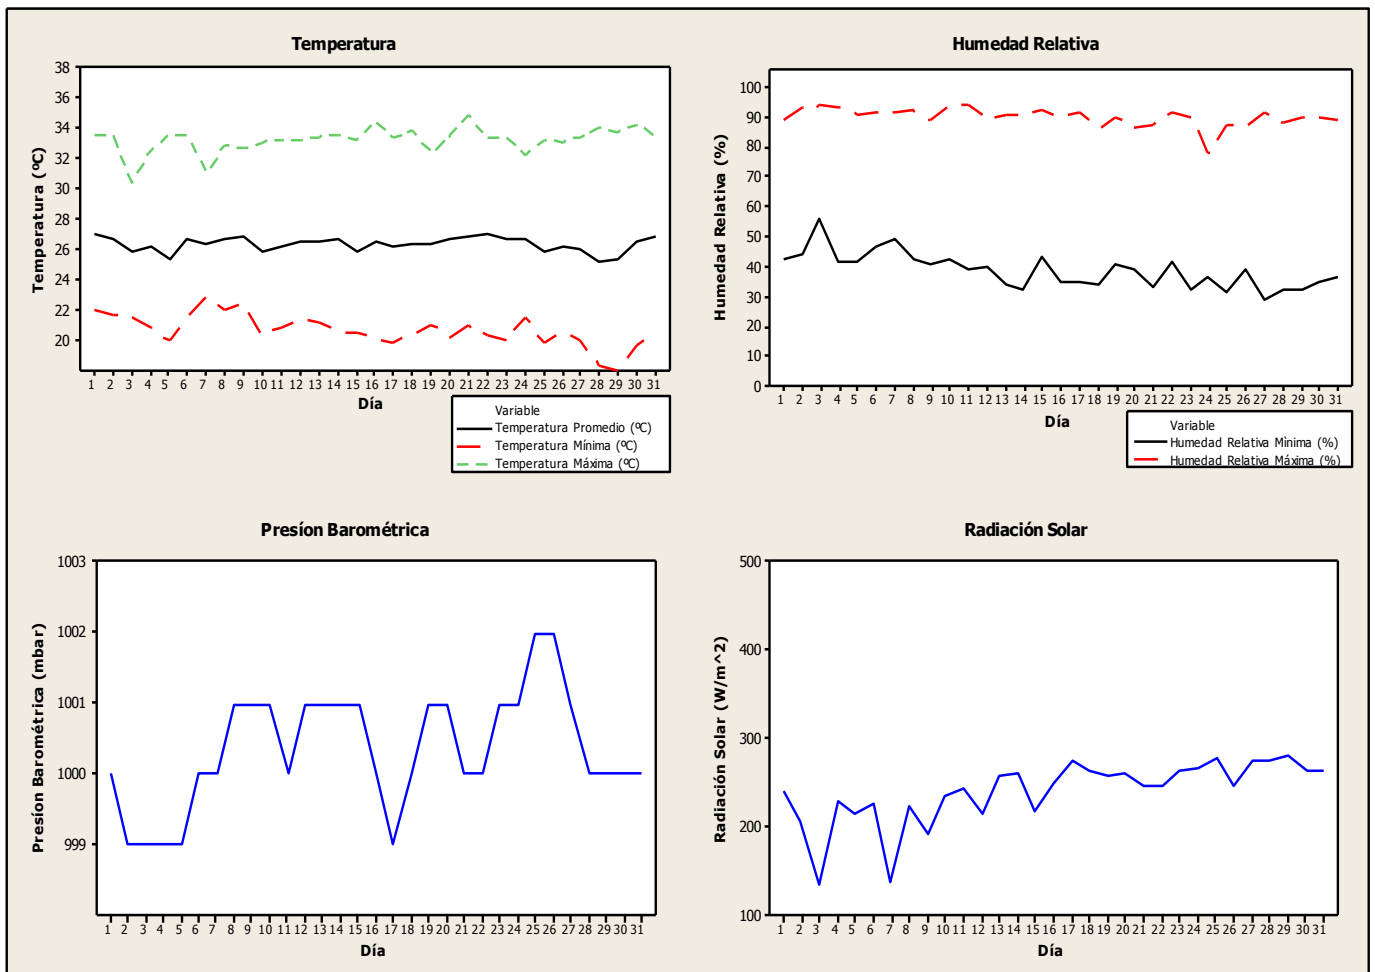 Temperatura
Temperatura (ºC)
38
36
34
32
30
28
26
24
22
20
1 2 3 4 5 6 7 8 9 10 11 12 13 14 15 16 17 18 19 20 21 22 23 24 25 26 27 28 29 30 31
Día
Variable
Temperatura Promedio (ºC)
Temperatura Mínima (ºC)
Temperatura Máxima (ºC)
Humedad Relativa
Humedad Relativa (%)
100
90
80
70
60
50
40
30
20
10
0
1 2 3 4 5 6 7 8 9 10 11 12 13 14 15 16 17 18 19 20 21 22 23 24 25 26 27 28 29 30 31
Día
Variable
Humedad Relativa Mìnima (%)
Humedad Relativa Máxima (%)
Presíon Barométrica
Presíon Barométrica (mbar)
1003
1002
1001
1000
999
1 2 3 4 5 6 7 8 9 10 11 12 13 14 15 16 17 18 19 20 21 22 23 24 25 26 27 28 29 30 31
Día
Radiación Solar
Radiación Solar (W/m^2)
500
400
300
200
100
1 2 3 4 5 6 7 8 9 10 11 12 13 14 15 16 17 18 19 20 21 22 23 24 25 26 27 28 29 30 31
Día